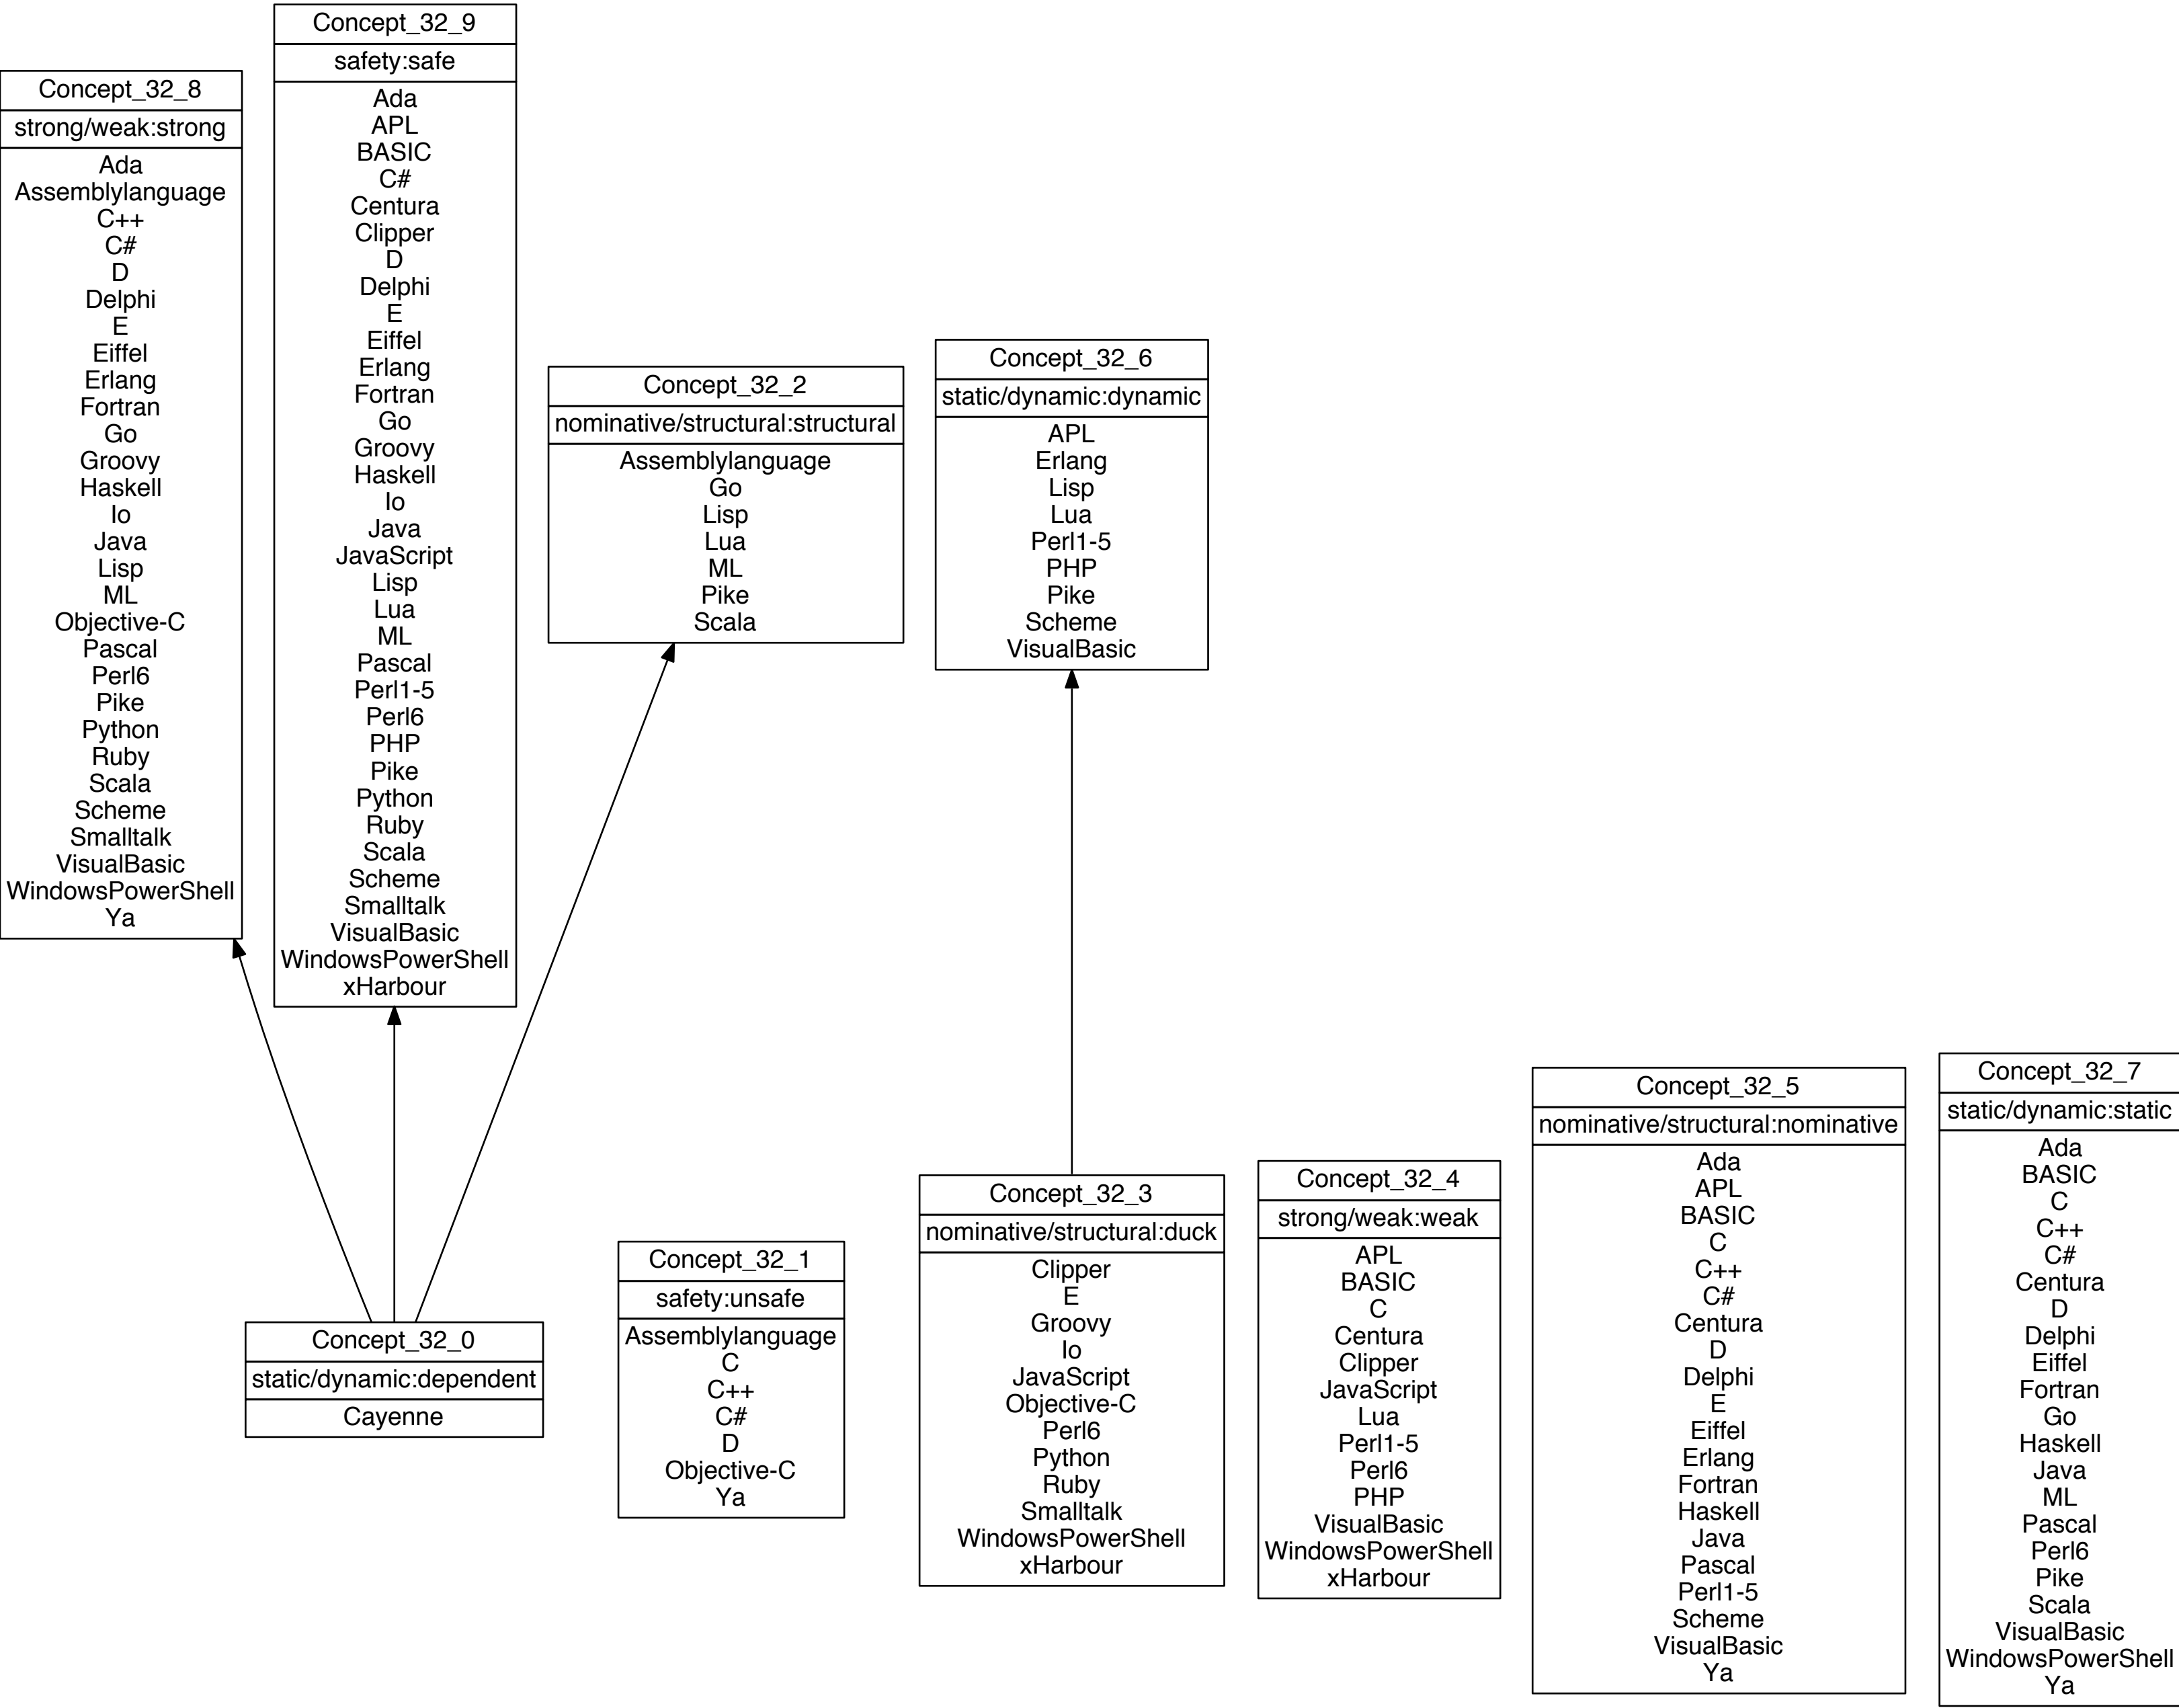 Concept_32_8
strong/weak:strong
Ada
Assemblylanguage
C++
C#
D
Delphi
E
Eiffel
Erlang
Fortran
Go
Groovy
Haskell
Io
Java
Lisp
ML
Objective-C
Pascal
Perl6
Pike
Python
Ruby
Scala
Scheme
Smalltalk
VisualBasic
WindowsPowerShell
Ya
Concept_32_9
safety:safe
Ada
APL
BASIC
C#
Centura
Clipper
D
Delphi
E
Eiffel
Erlang
Fortran
Go
Groovy
Haskell
Io
Java
JavaScript
Lisp
Lua
ML
Pascal
Perl1-5
Perl6
PHP
Pike
Python
Ruby
Scala
Scheme
Smalltalk
VisualBasic
WindowsPowerShell
xHarbour
Concept_32_2
nominative/structural:structural
Assemblylanguage
Go
Lisp
Lua
ML
Pike
Scala
Concept_32_6
static/dynamic:dynamic
APL
Erlang
Lisp
Lua
Perl1-5
PHP
Pike
Scheme
VisualBasic
Concept_32_0
static/dynamic:dependent
Cayenne
Concept_32_1
safety:unsafe
Assemblylanguage
C
C++
C#
D
Objective-C
Ya
Concept_32_3
nominative/structural:duck
Clipper
E
Groovy
Io
JavaScript
Objective-C
Perl6
Python
Ruby
Smalltalk
WindowsPowerShell
xHarbour
Concept_32_4
strong/weak:weak
APL
BASIC
C
Centura
Clipper
JavaScript
Lua
Perl1-5
Perl6
PHP
VisualBasic
WindowsPowerShell
xHarbour
Concept_32_5
nominative/structural:nominative
Ada
APL
BASIC
C
C++
C#
Centura
D
Delphi
E
Eiffel
Erlang
Fortran
Haskell
Java
Pascal
Perl1-5
Scheme
VisualBasic
Ya
Concept_32_7
static/dynamic:static
Ada
BASIC
C
C++
C#
Centura
D
Delphi
Eiffel
Fortran
Go
Haskell
Java
ML
Pascal
Perl6
Pike
Scala
VisualBasic
WindowsPowerShell
Ya